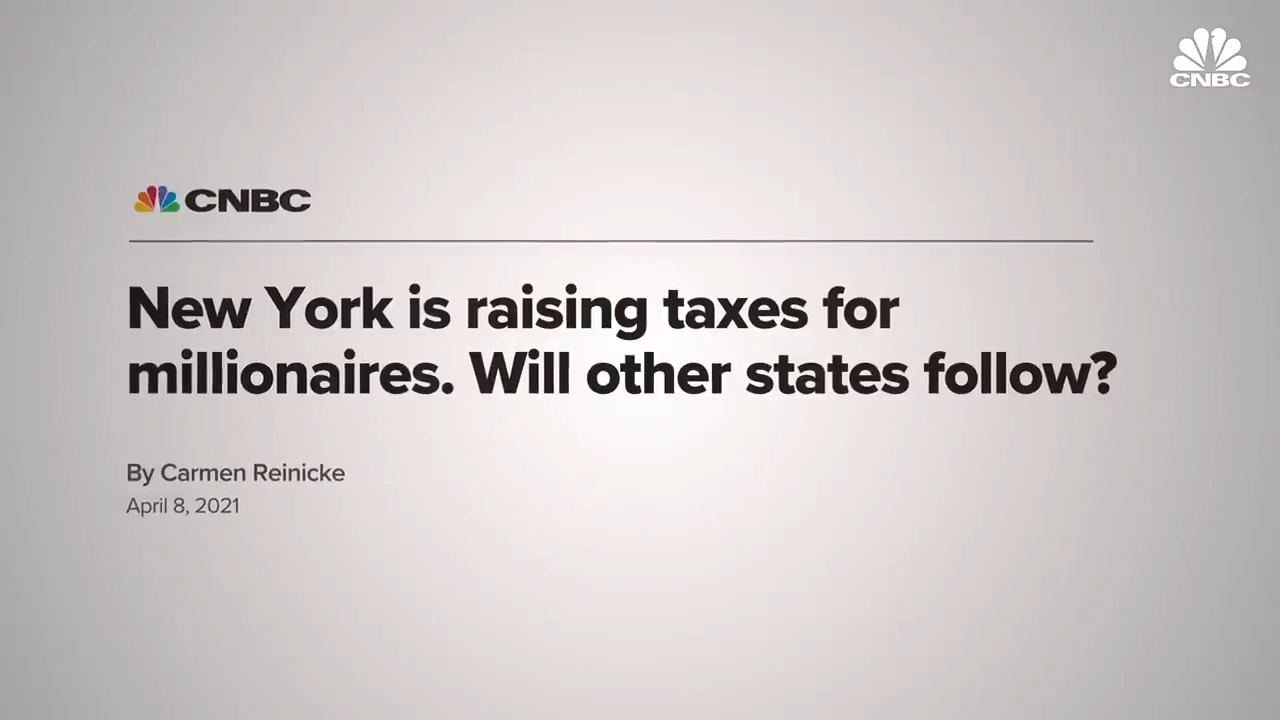 CNBC
CNBC
New York is raising taxes for
millionaires. Will other states follow?
By Carmen Reinicke
April 8, 2021